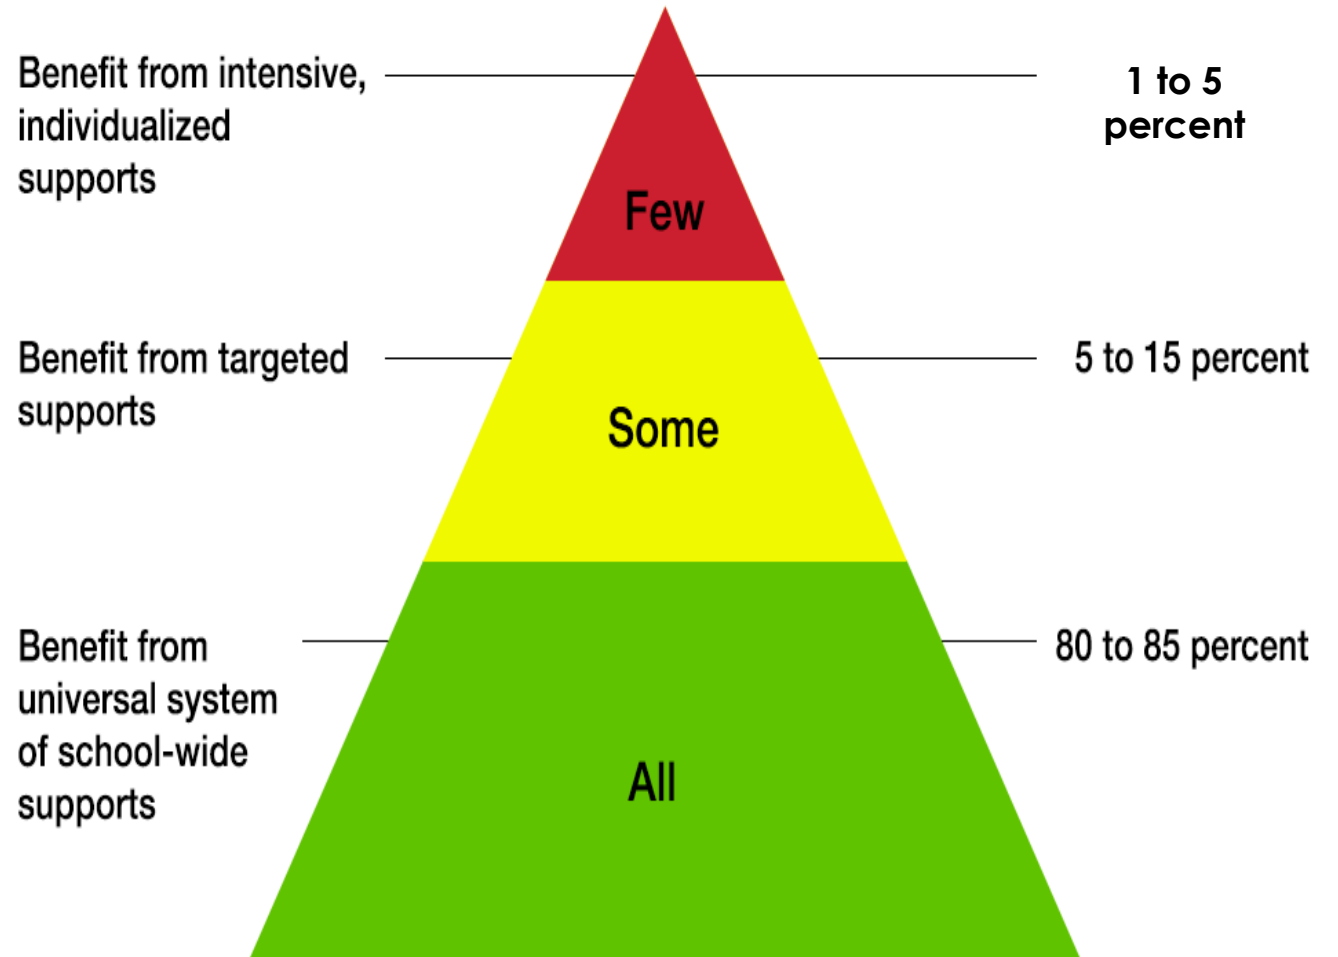 Benefit from intensive,
individualized
supports
Few
1 to 5
percent
Benefit from targeted
supports
Some
5 to 15 percent
Benefit from
universal system
of school-wide
supports
All
80 to 85 percent